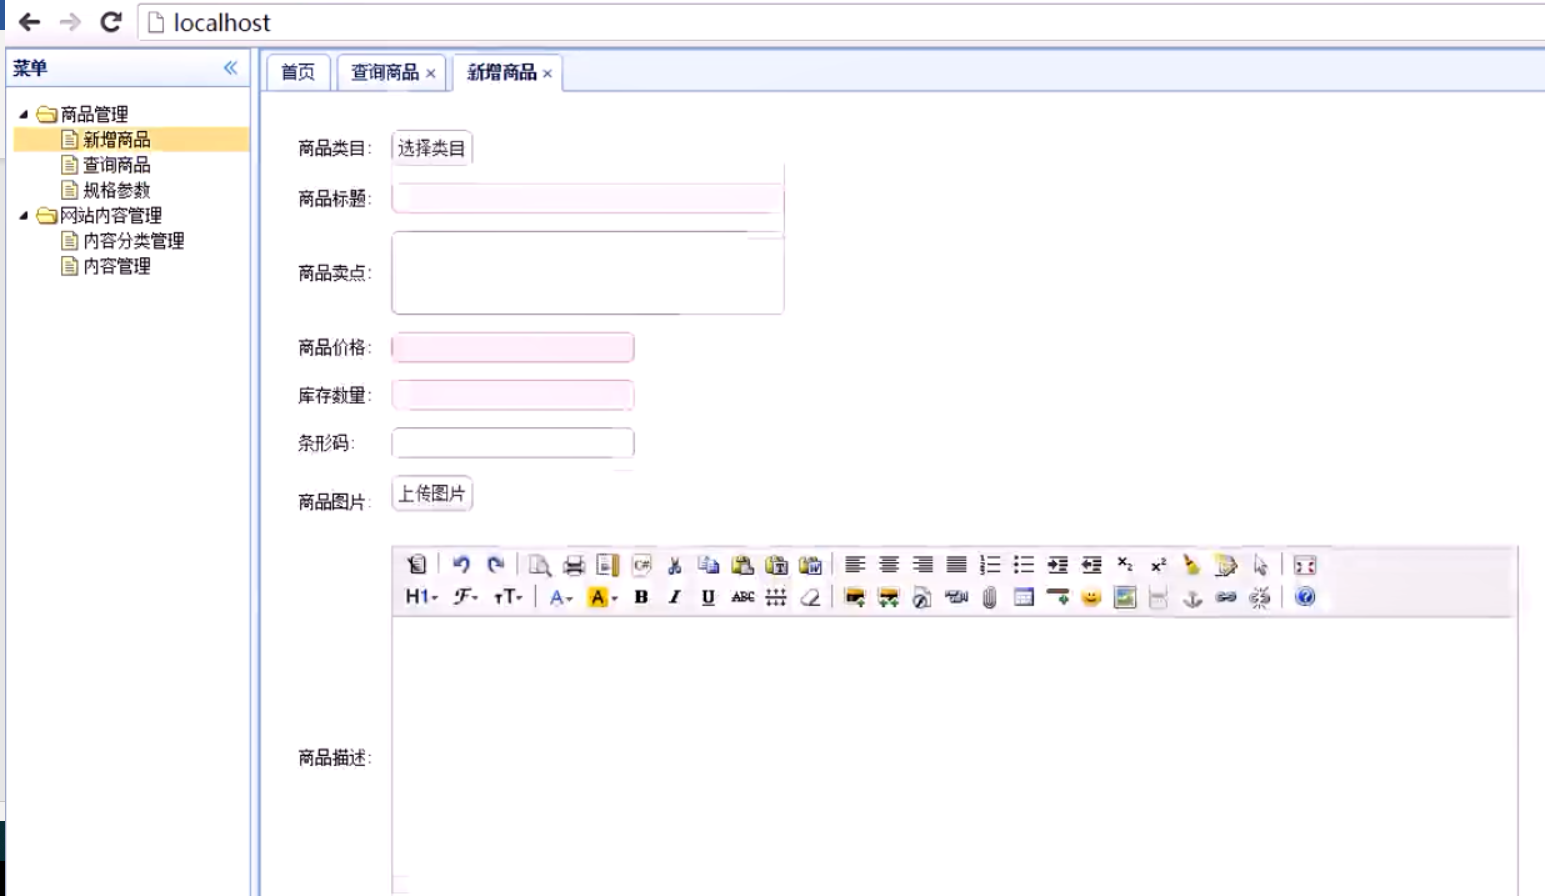 localhost
菜单
首页
查询商品
新增商品
商品管理
新增商品
查询商品
规格参数
网站内容管理
内容分类管理
内容管理
商品类目:
选择类目
商品标题:
商品卖点:
商品价格:
库存数量:
条形码:
商品图片:
上传图片
H1
F
TT
A
A
B
I
U
ABC
商品描述: